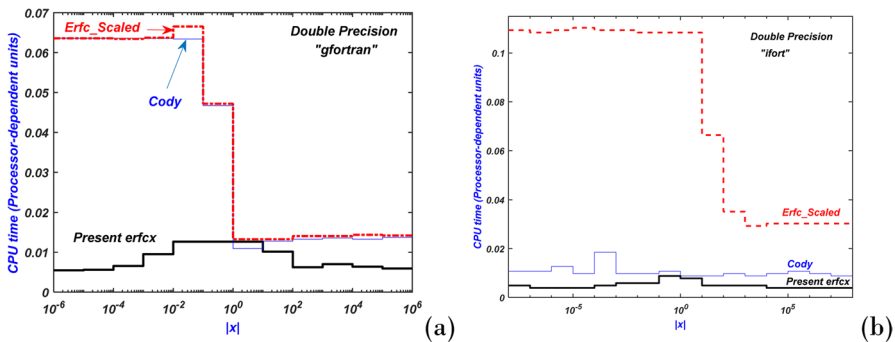 0.07
0.06
0.05
0.04
0.03
0.02
0.01
0
CPU time (Processor-dependent units)
Erfc_Scaled
Cody
Double Precision
"gfortran"
Present erfcx
10^-6
10^-4
10^-2
10^0
10^2
10^4
10^6
|x|
(a)
0.1
0.08
0.06
0.04
0.02
0
CPU time (Processor-dependent units)
Double Precision
"ifort"
Erfc_Scaled
Cody
Present erfcx
10^-5
10^0
10^5
|x|
(b)